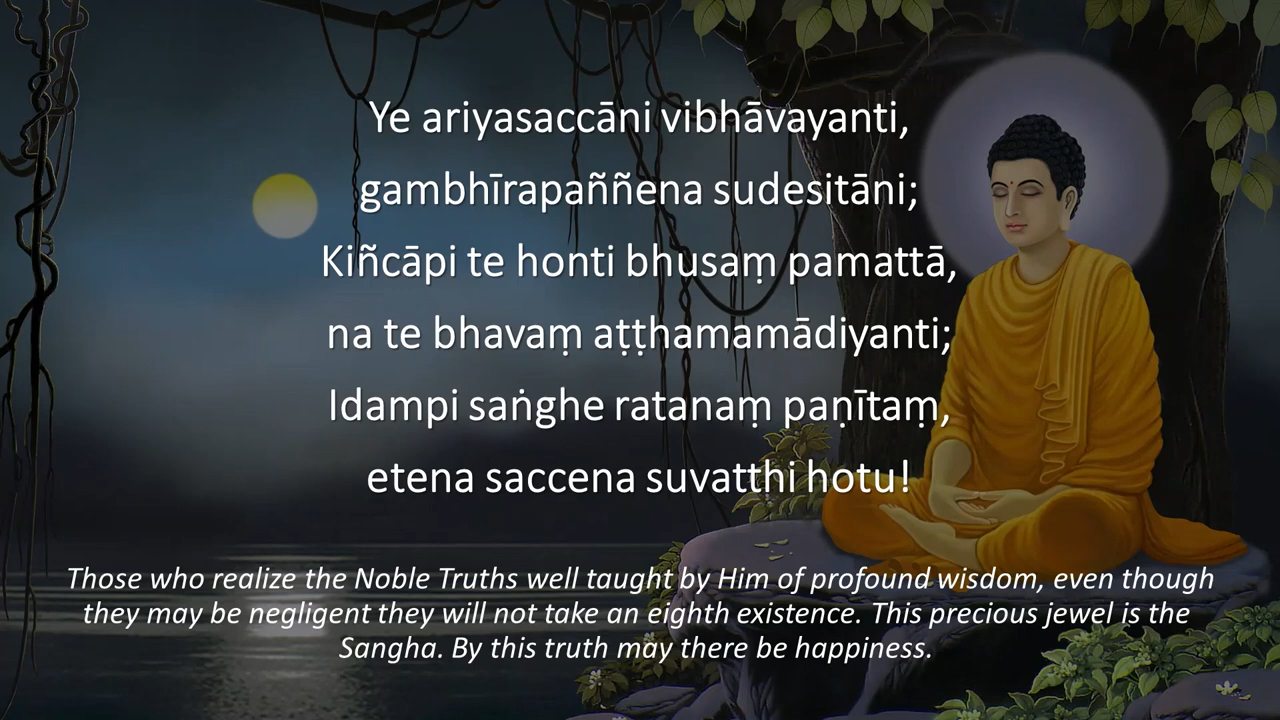 Ye ariyasaccāni vibhāvayanti,
gambhīrapaññena sudesitāni;
Kiñcāpi te honti bhusaṃ pamattā,
na te bhavaṃ aṭṭhamamādiyanti;
Idampi saṅghe ratanaṃ paṇītaṃ,
etena saccena suvatthi hotu!
Those who realize the Noble Truths well taught by Him of profound wisdom, even though
they may be negligent they will not take an eighth existence. This precious jewel is the
Sangha. By this truth may there be happiness.